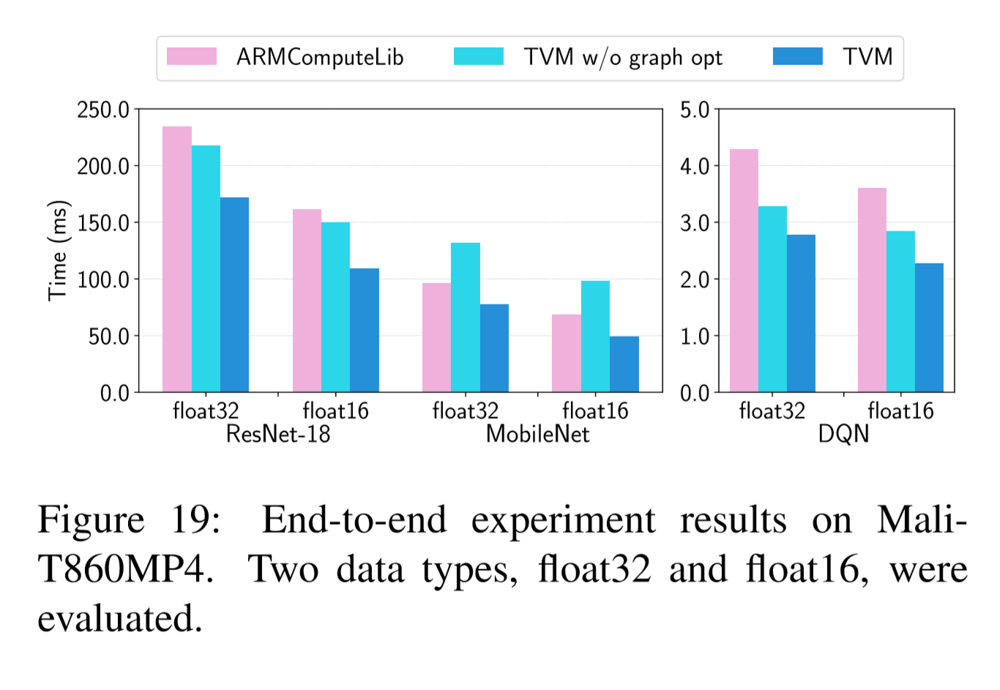 ARMComputeLib TVM w/o graph opt TVM
250.0
200.0
150.0
100.0
50.0
0.0
Time (ms)
float32 float16 float32 float16
ResNet-18 MobileNet
5.0
4.0
3.0
2.0
1.0
0.0
float32 float16
DQN
Figure 19: End-to-end experiment results on Mali-
T860MP4. Two data types, float32 and float16, were
evaluated.